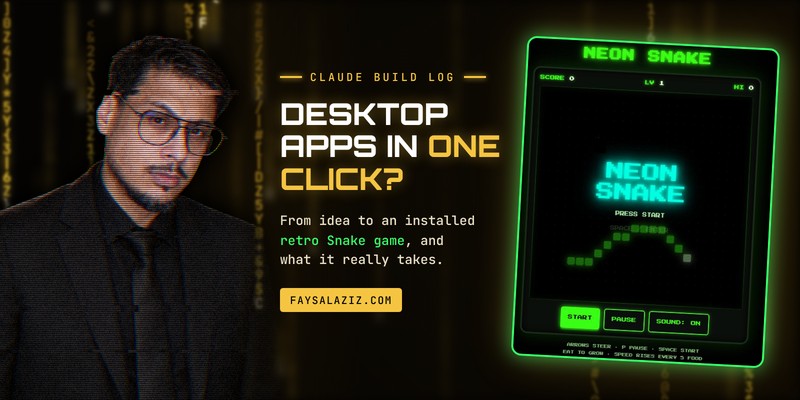 CLAUDE BUILD LOG
DESKTOP
APPS IN ONE
CLICK?
From idea to an installed
retro Snake game, and
what it really takes.
FAYSALAZIZ.COM
NEON SNAKE
SCORE 0 LV 1 HI 0
NEON
SNAKE
PRESS START
START PAUSE SOUND: ON
ARROWS STEER · P PAUSE · SPACE START
EAT TO GROW · SPEED RISES EVERY 5 FOOD